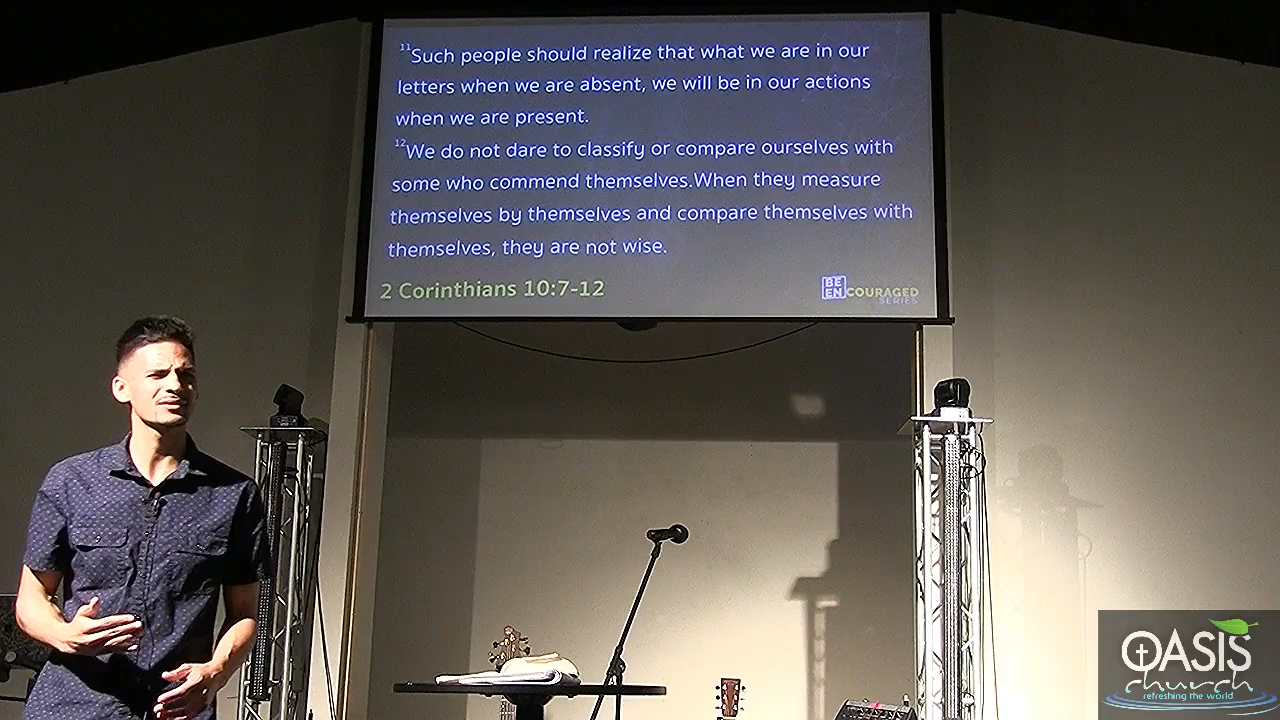 ¹¹Such people should realize that what we are in our
letters when we are absent, we will be in our actions
when we are present.
¹²We do not dare to classify or compare ourselves with
some who commend themselves.When they measure
themselves by themselves and compare themselves with
themselves, they are not wise.
2 Corinthians 10:7-12
BE
EN
COURAGED
SERIES
OASIS
church
refreshing the world